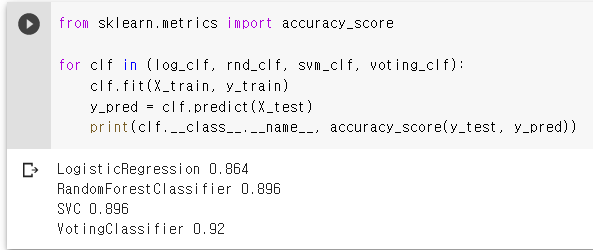 from sklearn.metrics import accuracy_score
for clf in (log_clf, rnd_clf, svm_clf, voting_clf):
clf.fit(X_train, y_train)
y_pred = clf.predict(X_test)
print(clf.__class__.__name__, accuracy_score(y_test, y_pred))
LogisticRegression 0.864
RandomForestClassifier 0.896
SVC 0.896
VotingClassifier 0.92